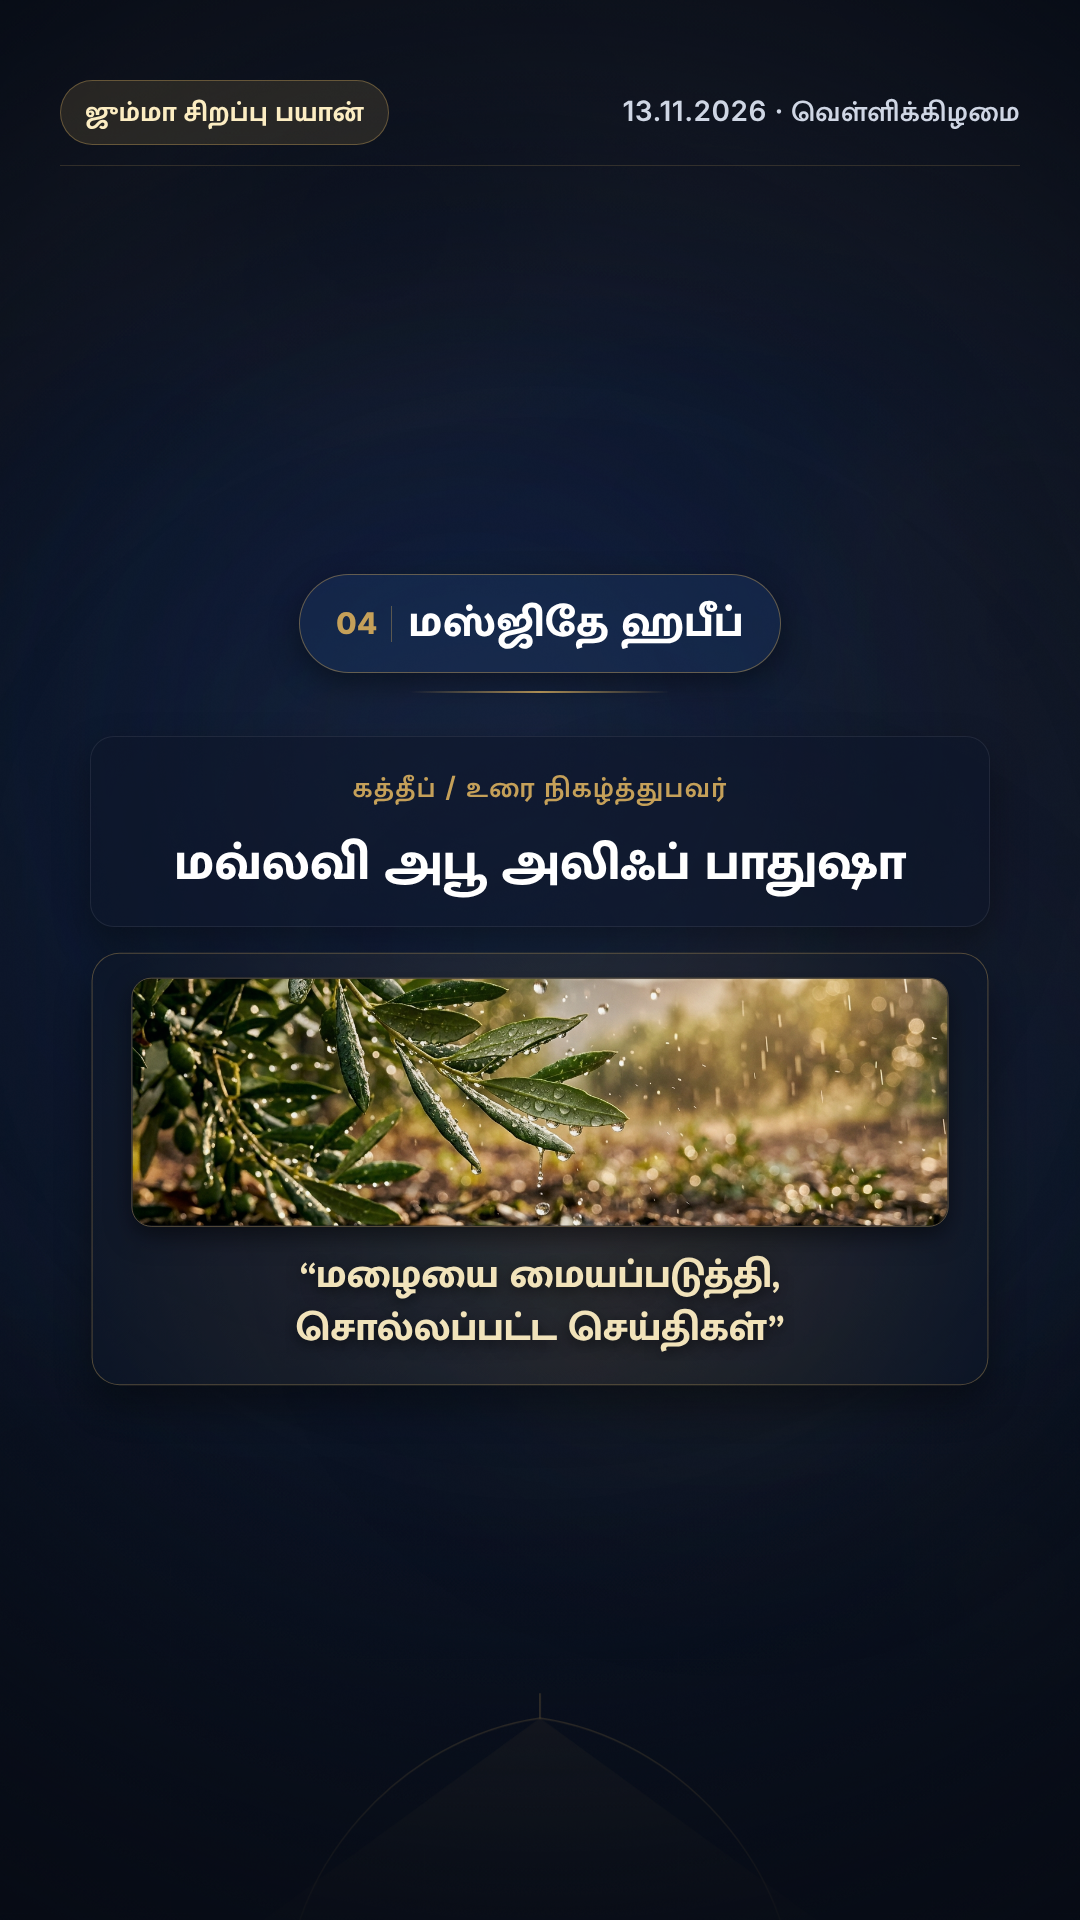 ஜும்மா சிறப்பு பயான்
13.11.2026 · வெள்ளிக்கிழமை
04 மஸ்ஜிதே ஹபீப்
கத்தீப் / உரை நிகழ்த்துபவர்
மவ்லவி அபூ அலிஃப் பாதுஷா
“மழையை மையப்படுத்தி,
சொல்லப்பட்ட செய்திகள்”